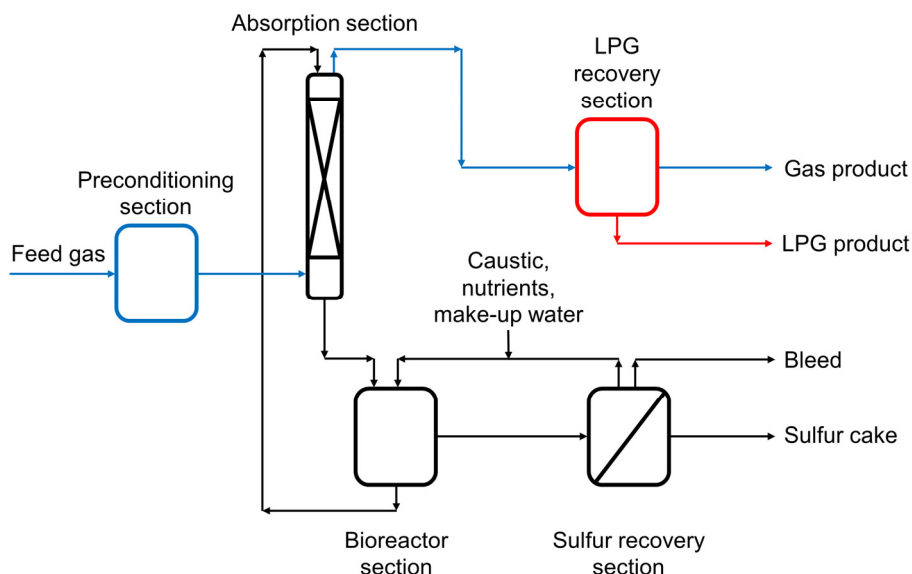 Absorption section
LPG
recovery
section
Preconditioning
section
Gas product
Feed gas
LPG product
Caustic,
nutrients,
make-up water
Bleed
Sulfur cake
Bioreactor
section
Sulfur recovery
section